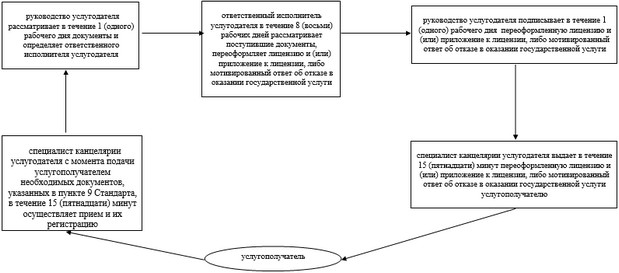 руководство услугодателя
рассматривает в течение 1 (одного)
рабочего дня документы и
определяет ответственного
исполнителя услугодателя
ответственный исполнитель
услугодателя в течение 8 (восьми)
рабочих дней рассматривает
поступившие документы,
переоформляет лицензию и (или)
приложение к лицензии, либо
мотивированный ответ об отказе в
оказании государственной услуги
руководство услугодателя подписывает в течение 1
(одного) рабочего дня переоформленную лицензию и
(или) приложение к лицензии, либо мотивированный
ответ об отказе в оказании государственной услуги
специалист канцелярии
услугодателя с момента подачи
услугополучателем
необходимых документов,
указанных в пункте 9 Стандарта,
в течение 15 (пятнадцати) минут
осуществляет прием и их
регистрацию
специалист канцелярии услугодателя выдает в течение
15 (пятнадцати) минут переоформленную лицензию и
(или) приложение к лицензии, либо мотивированный
ответ об отказе в оказании государственной услуги
услугополучателю
услугополучатель